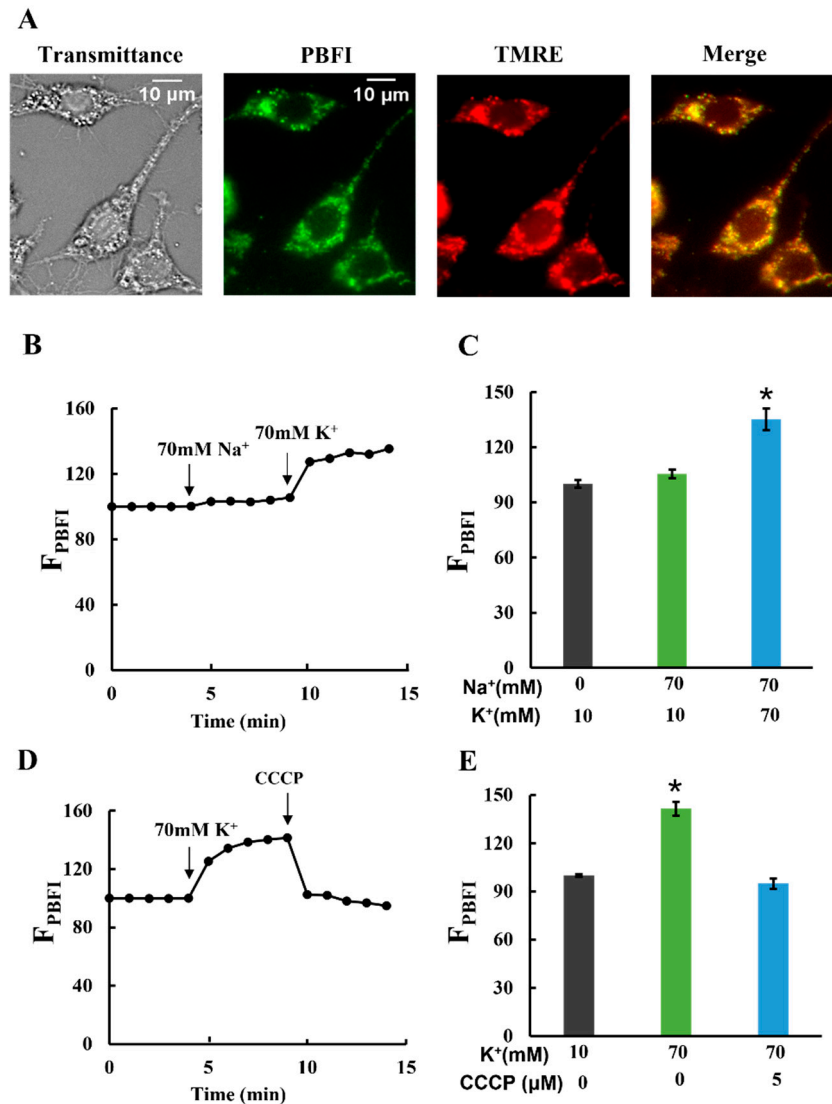 A
Transmittance PBFI TMRE Merge
10 μm 10 μm
B
160
120
80
40
0
F_PBFI
70mM Na⁺
70mM K⁺
0 5 10 15
Time (min)
C
150
120
90
60
30
0
F_PBFI
*
Na⁺(mM) 0 70 70
K⁺(mM) 10 10 70
D
160
120
80
40
0
F_PBFI
70mM K⁺
CCCP
0 5 10 15
Time (min)
E
150
120
90
60
30
0
F_PBFI
*
K⁺(mM) 10 70 70
CCCP (μM) 0 0 5